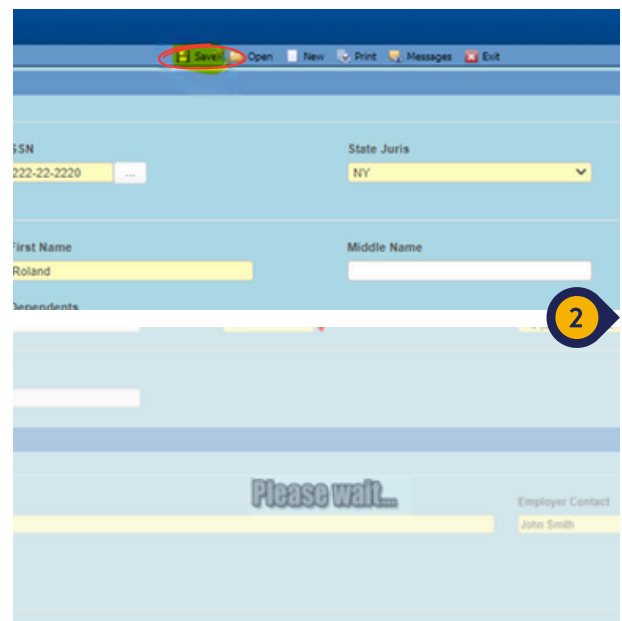 Save Open New Print Messages Exit
SSN State Juris
222-22-2220 ... NY
First Name Middle Name
Roland
Dependents
2
Please wait...
Employer Contact
John Smith